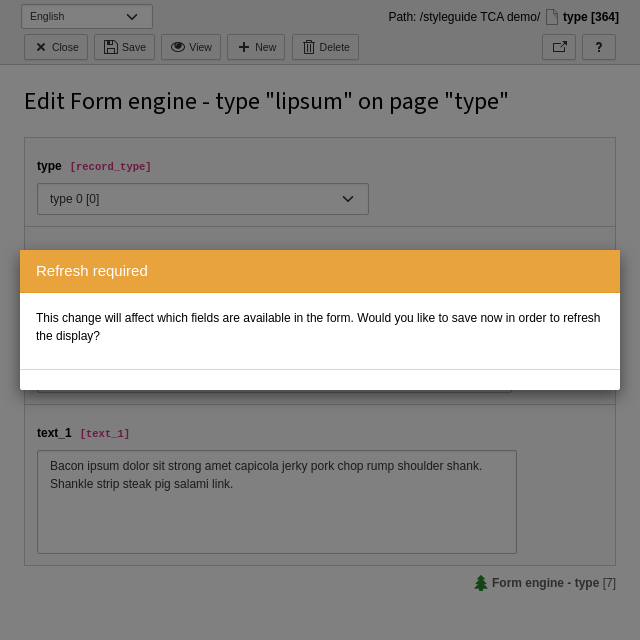 English
Path: /styleguide TCA demo/ type [364]
Close Save View New Delete ?
Edit Form engine - type "lipsum" on page "type"
type [record_type]
type 0 [0]
Refresh required
This change will affect which fields are available in the form. Would you like to save now in order to refresh
the display?
text_1 [text_1]
Bacon ipsum dolor sit strong amet capicola jerky pork chop rump shoulder shank.
Shankle strip steak pig salami link.
Form engine - type [7]